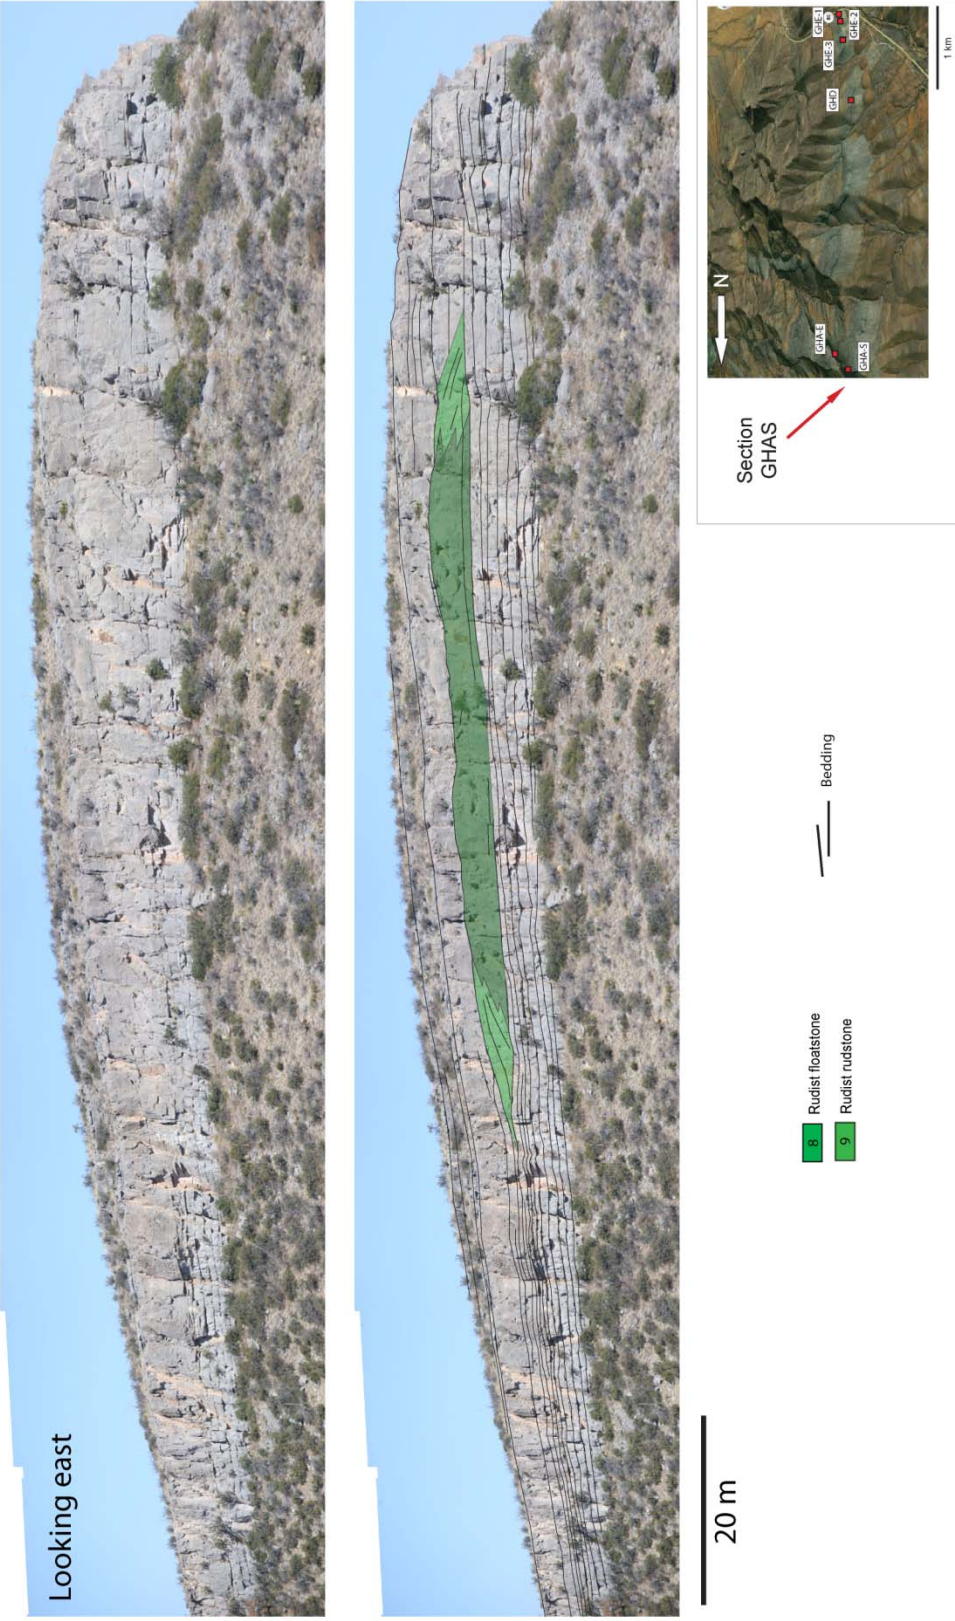 Looking east
20 m
8 Rudist floatstone
9 Rudist rudstone
Bedding
Section
GHAS
N
GHA-E
GHA-S
GHD
GHE-3
GHE-1
GHE-2
1 km